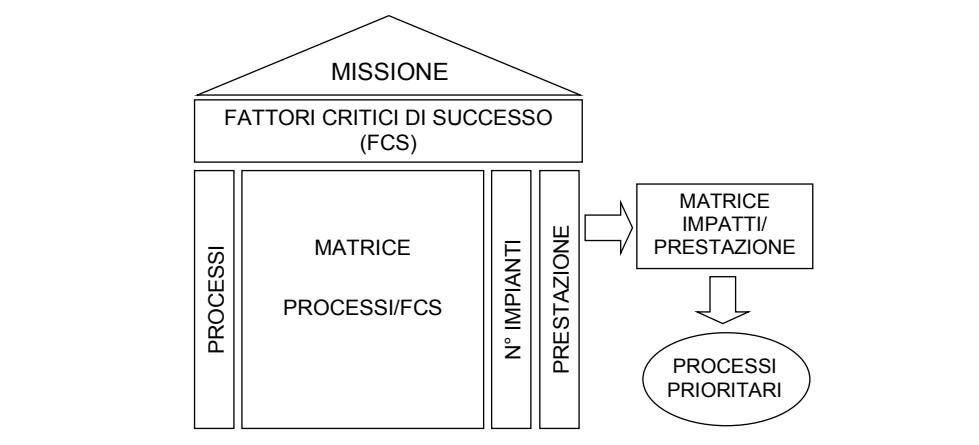 MISSIONE
FATTORI CRITICI DI SUCCESSO
(FCS)
PROCESSI
MATRICE
PROCESSI/FCS
N° IMPIANTI
PRESTAZIONE
MATRICE
IMPATTI/
PRESTAZIONE
PROCESSI
PRIORITARI